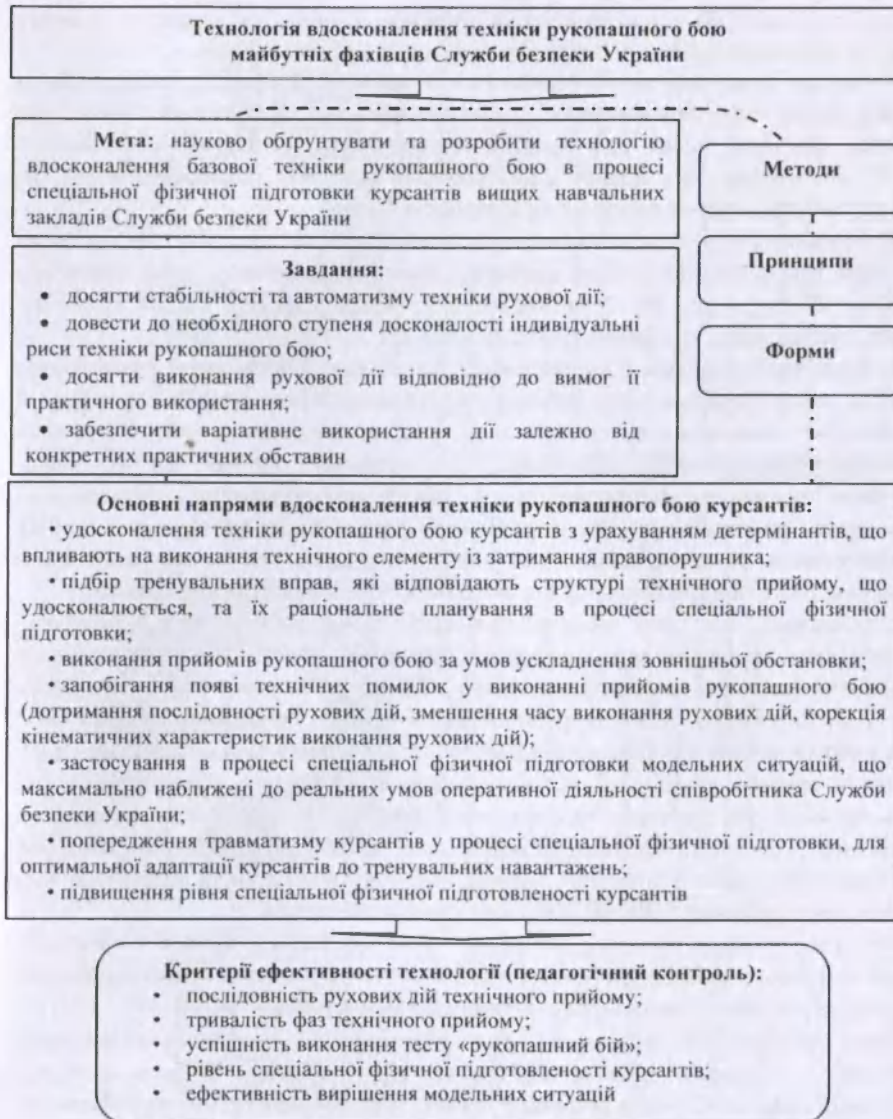 Технологія вдосконалення техніки рукопашного бою
майбутніх фахівців Служби безпеки України
Мета: науково обґрунтувати та розробити технологію
вдосконалення базової техніки рукопашного бою в процесі
спеціальної фізичної підготовки курсантів вищих навчальних
закладів Служби безпеки України
Методи
Принципи
Форми
Завдання:
• досягти стабільності та автоматизму техніки рухової дії;
• довести до необхідного ступеня досконалості індивідуальні
риси техніки рукопашного бою;
• досягти виконання рухової дії відповідно до вимог її
практичного використання;
• забезпечити варіативне використання дії залежно від
конкретних практичних обставин
Основні напрями вдосконалення техніки рукопашного бою курсантів:
• удосконалення техніки рукопашного бою курсантів з урахуванням детермінантів, що
впливають на виконання технічного елементу із затримання правопорушника;
• підбір тренувальних вправ, які відповідають структурі технічного прийому, що
удосконалюється, та їх раціональне планування в процесі спеціальної фізичної
підготовки;
• виконання прийомів рукопашного бою за умов ускладнення зовнішньої обстановки;
• запобігання появі технічних помилок у виконанні прийомів рукопашного бою
(дотримання послідовності рухових дій, зменшення часу виконання рухових дій, корекція
кінематичних характеристик виконання рухових дій);
• застосування в процесі спеціальної фізичної підготовки модельних ситуацій, що
максимально наближені до реальних умов оперативної діяльності співробітника Служби
безпеки України;
• попередження травматизму курсантів у процесі спеціальної фізичної підготовки, для
оптимальної адаптації курсантів до тренувальних навантажень;
• підвищення рівня спеціальної фізичної підготовленості курсантів
Критерії ефективності технології (педагогічний контроль):
• послідовність рухових дій технічного прийому;
• тривалість фаз технічного прийому;
• успішність виконання тесту «рукопашний бій»;
• рівень спеціальної фізичної підготовленості курсантів;
• ефективність вирішення модельних ситуацій